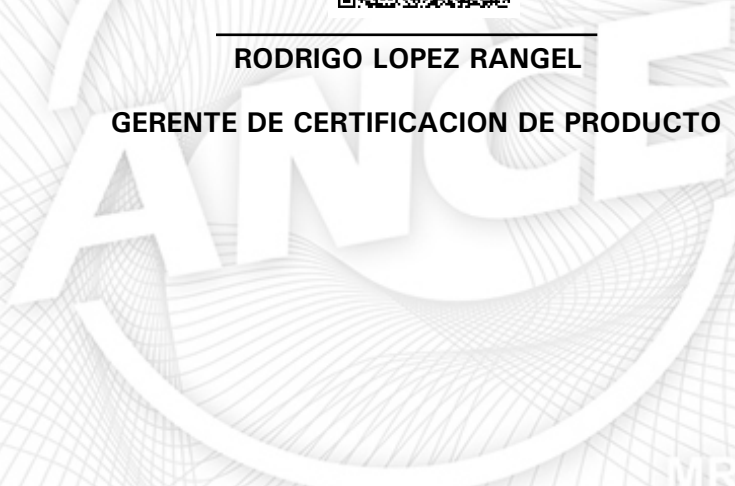 RODRIGO LOPEZ RANGEL
GERENTE DE CERTIFICACION DE PRODUCTO
ANCE
MR